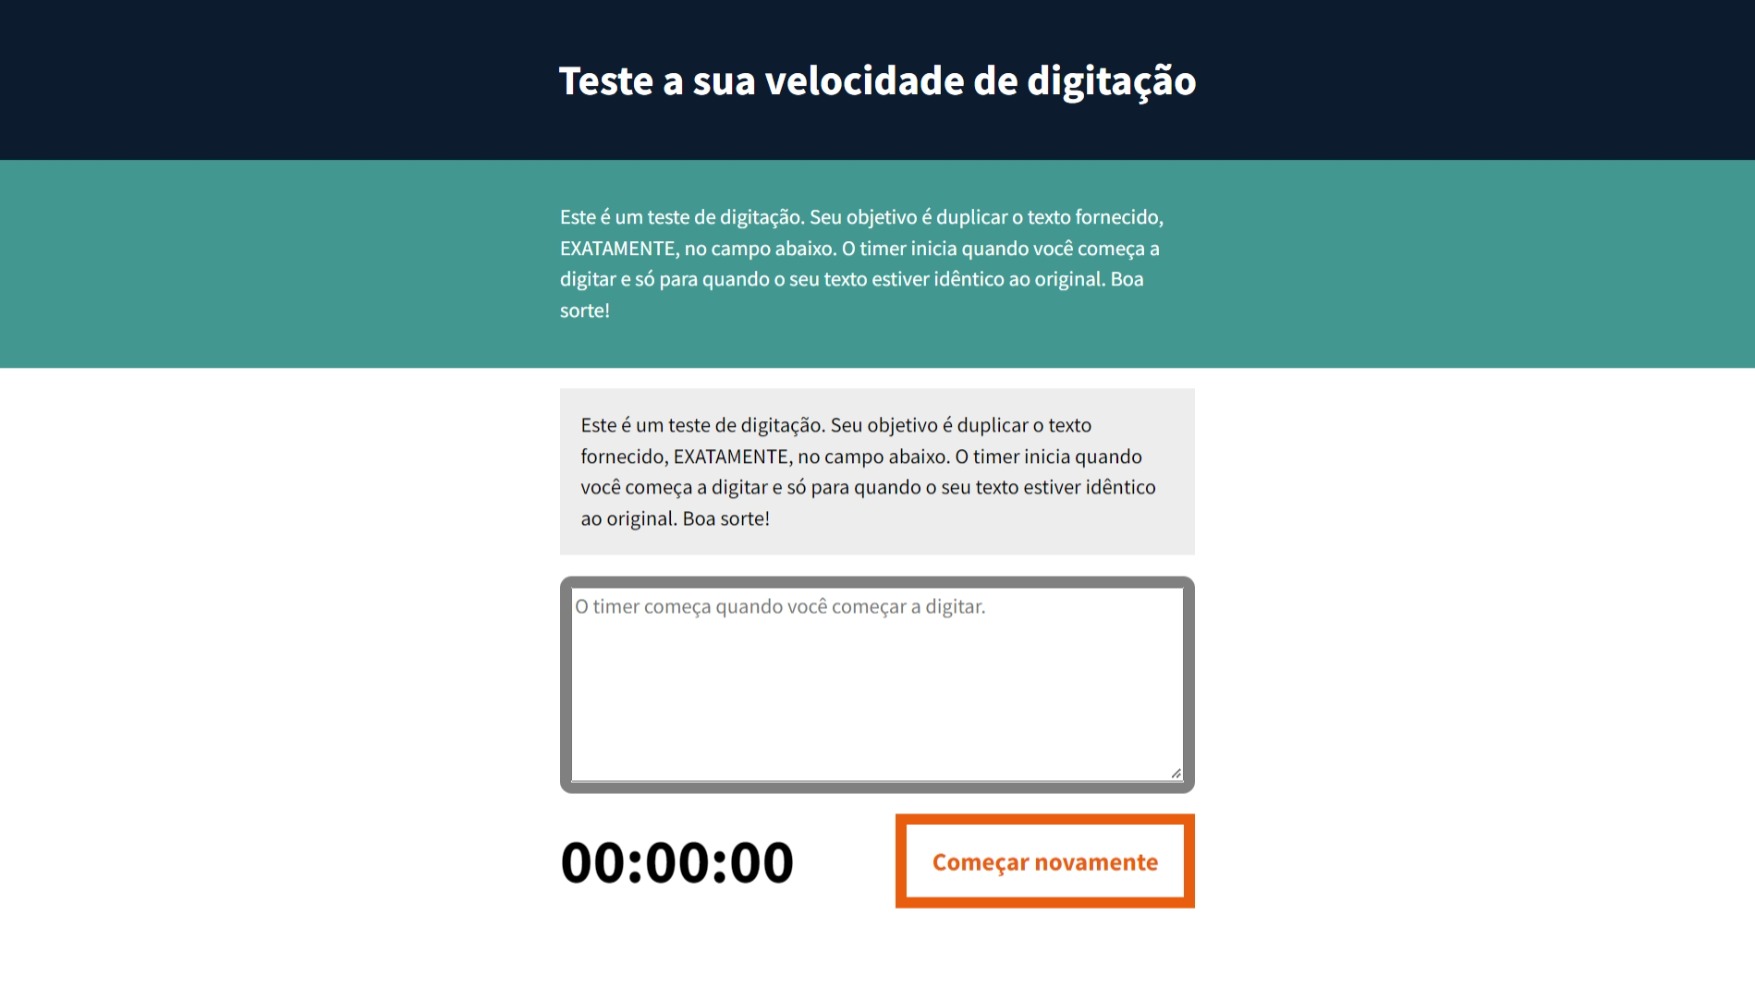 Teste a sua velocidade de digitação
Este é um teste de digitação. Seu objetivo é duplicar o texto fornecido,
EXATAMENTE, no campo abaixo. O timer inicia quando você começa a
digitar e só para quando o seu texto estiver idêntico ao original. Boa
sorte!
Este é um teste de digitação. Seu objetivo é duplicar o texto
fornecido, EXATAMENTE, no campo abaixo. O timer inicia quando
você começa a digitar e só para quando o seu texto estiver idêntico
ao original. Boa sorte!
O timer começa quando você começar a digitar.
00:00:00
Começar novamente